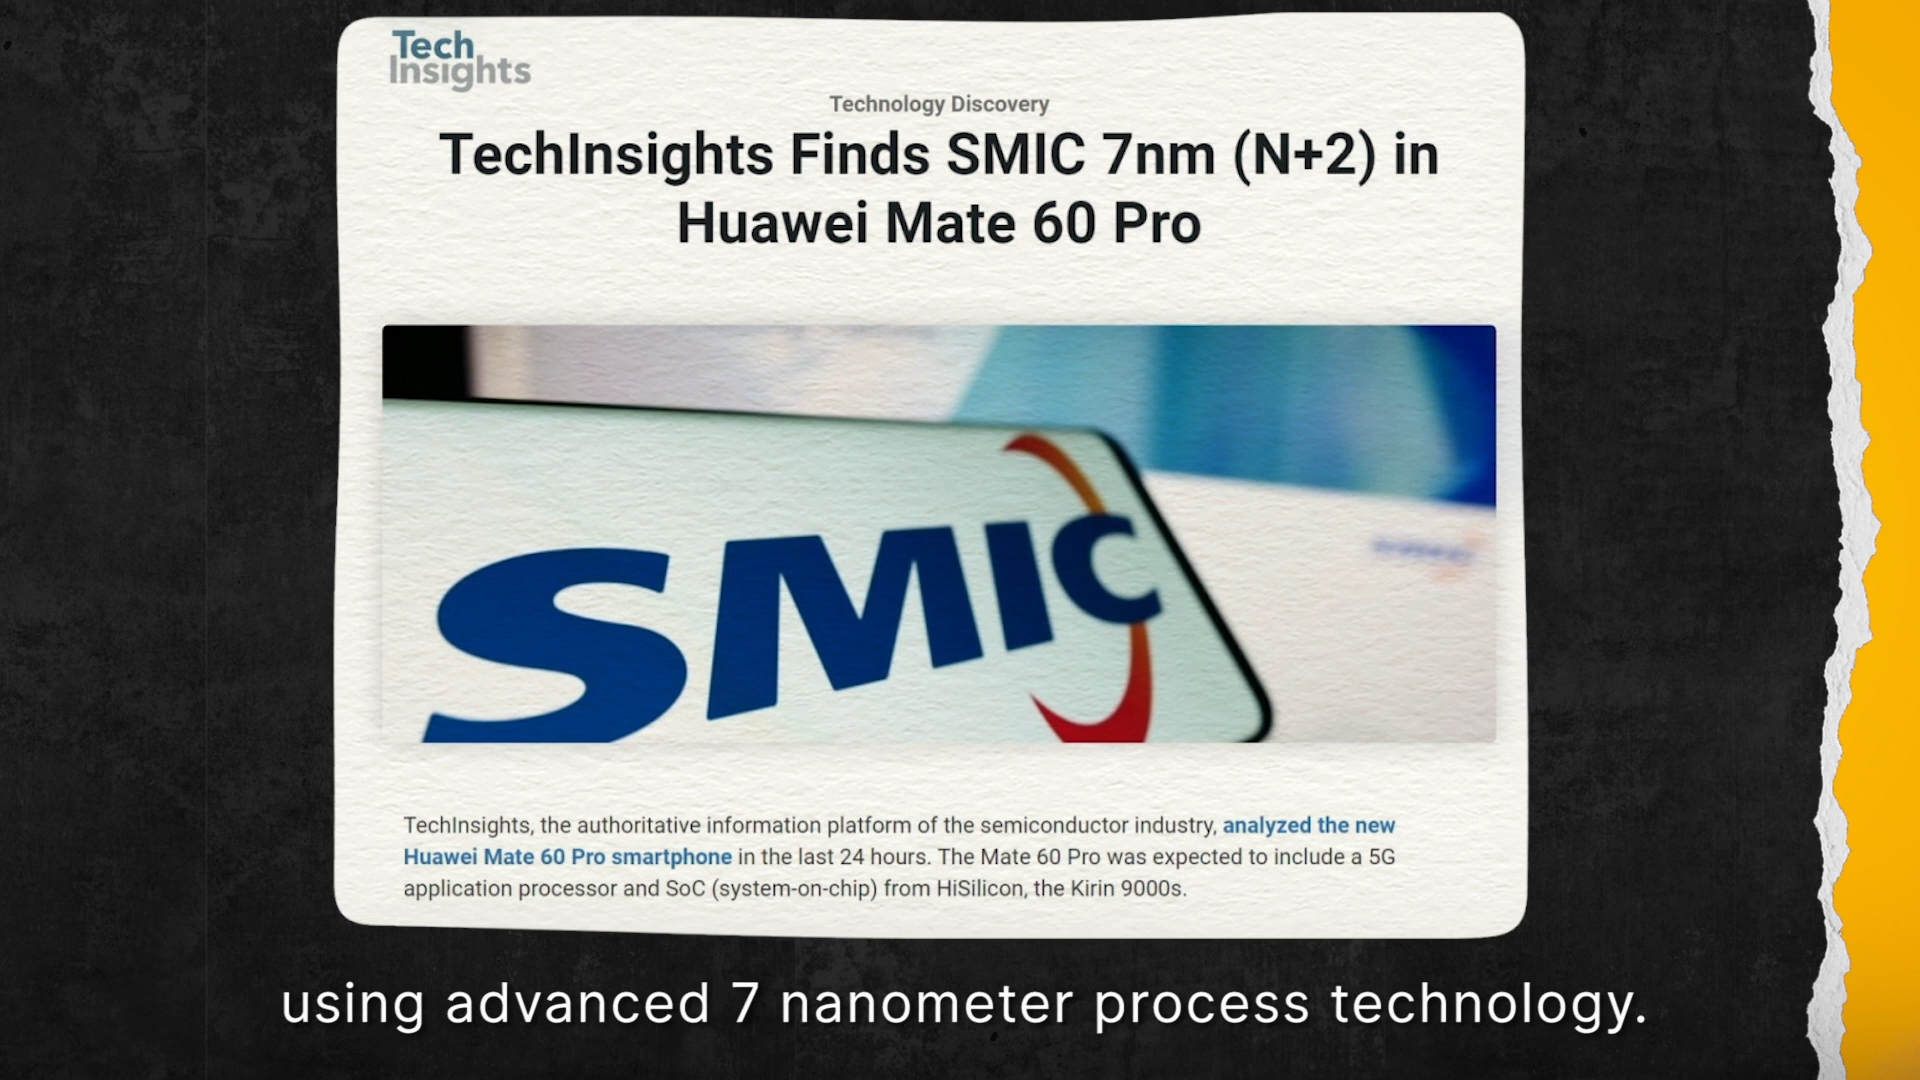 Tech
Insights
Technology Discovery
TechInsights Finds SMIC 7nm (N+2) in
Huawei Mate 60 Pro
SMIC
TechInsights, the authoritative information platform of the semiconductor industry, analyzed the new
Huawei Mate 60 Pro smartphone in the last 24 hours. The Mate 60 Pro was expected to include a 5G
application processor and SoC (system-on-chip) from HiSilicon, the Kirin 9000s.
using advanced 7 nanometer process technology.